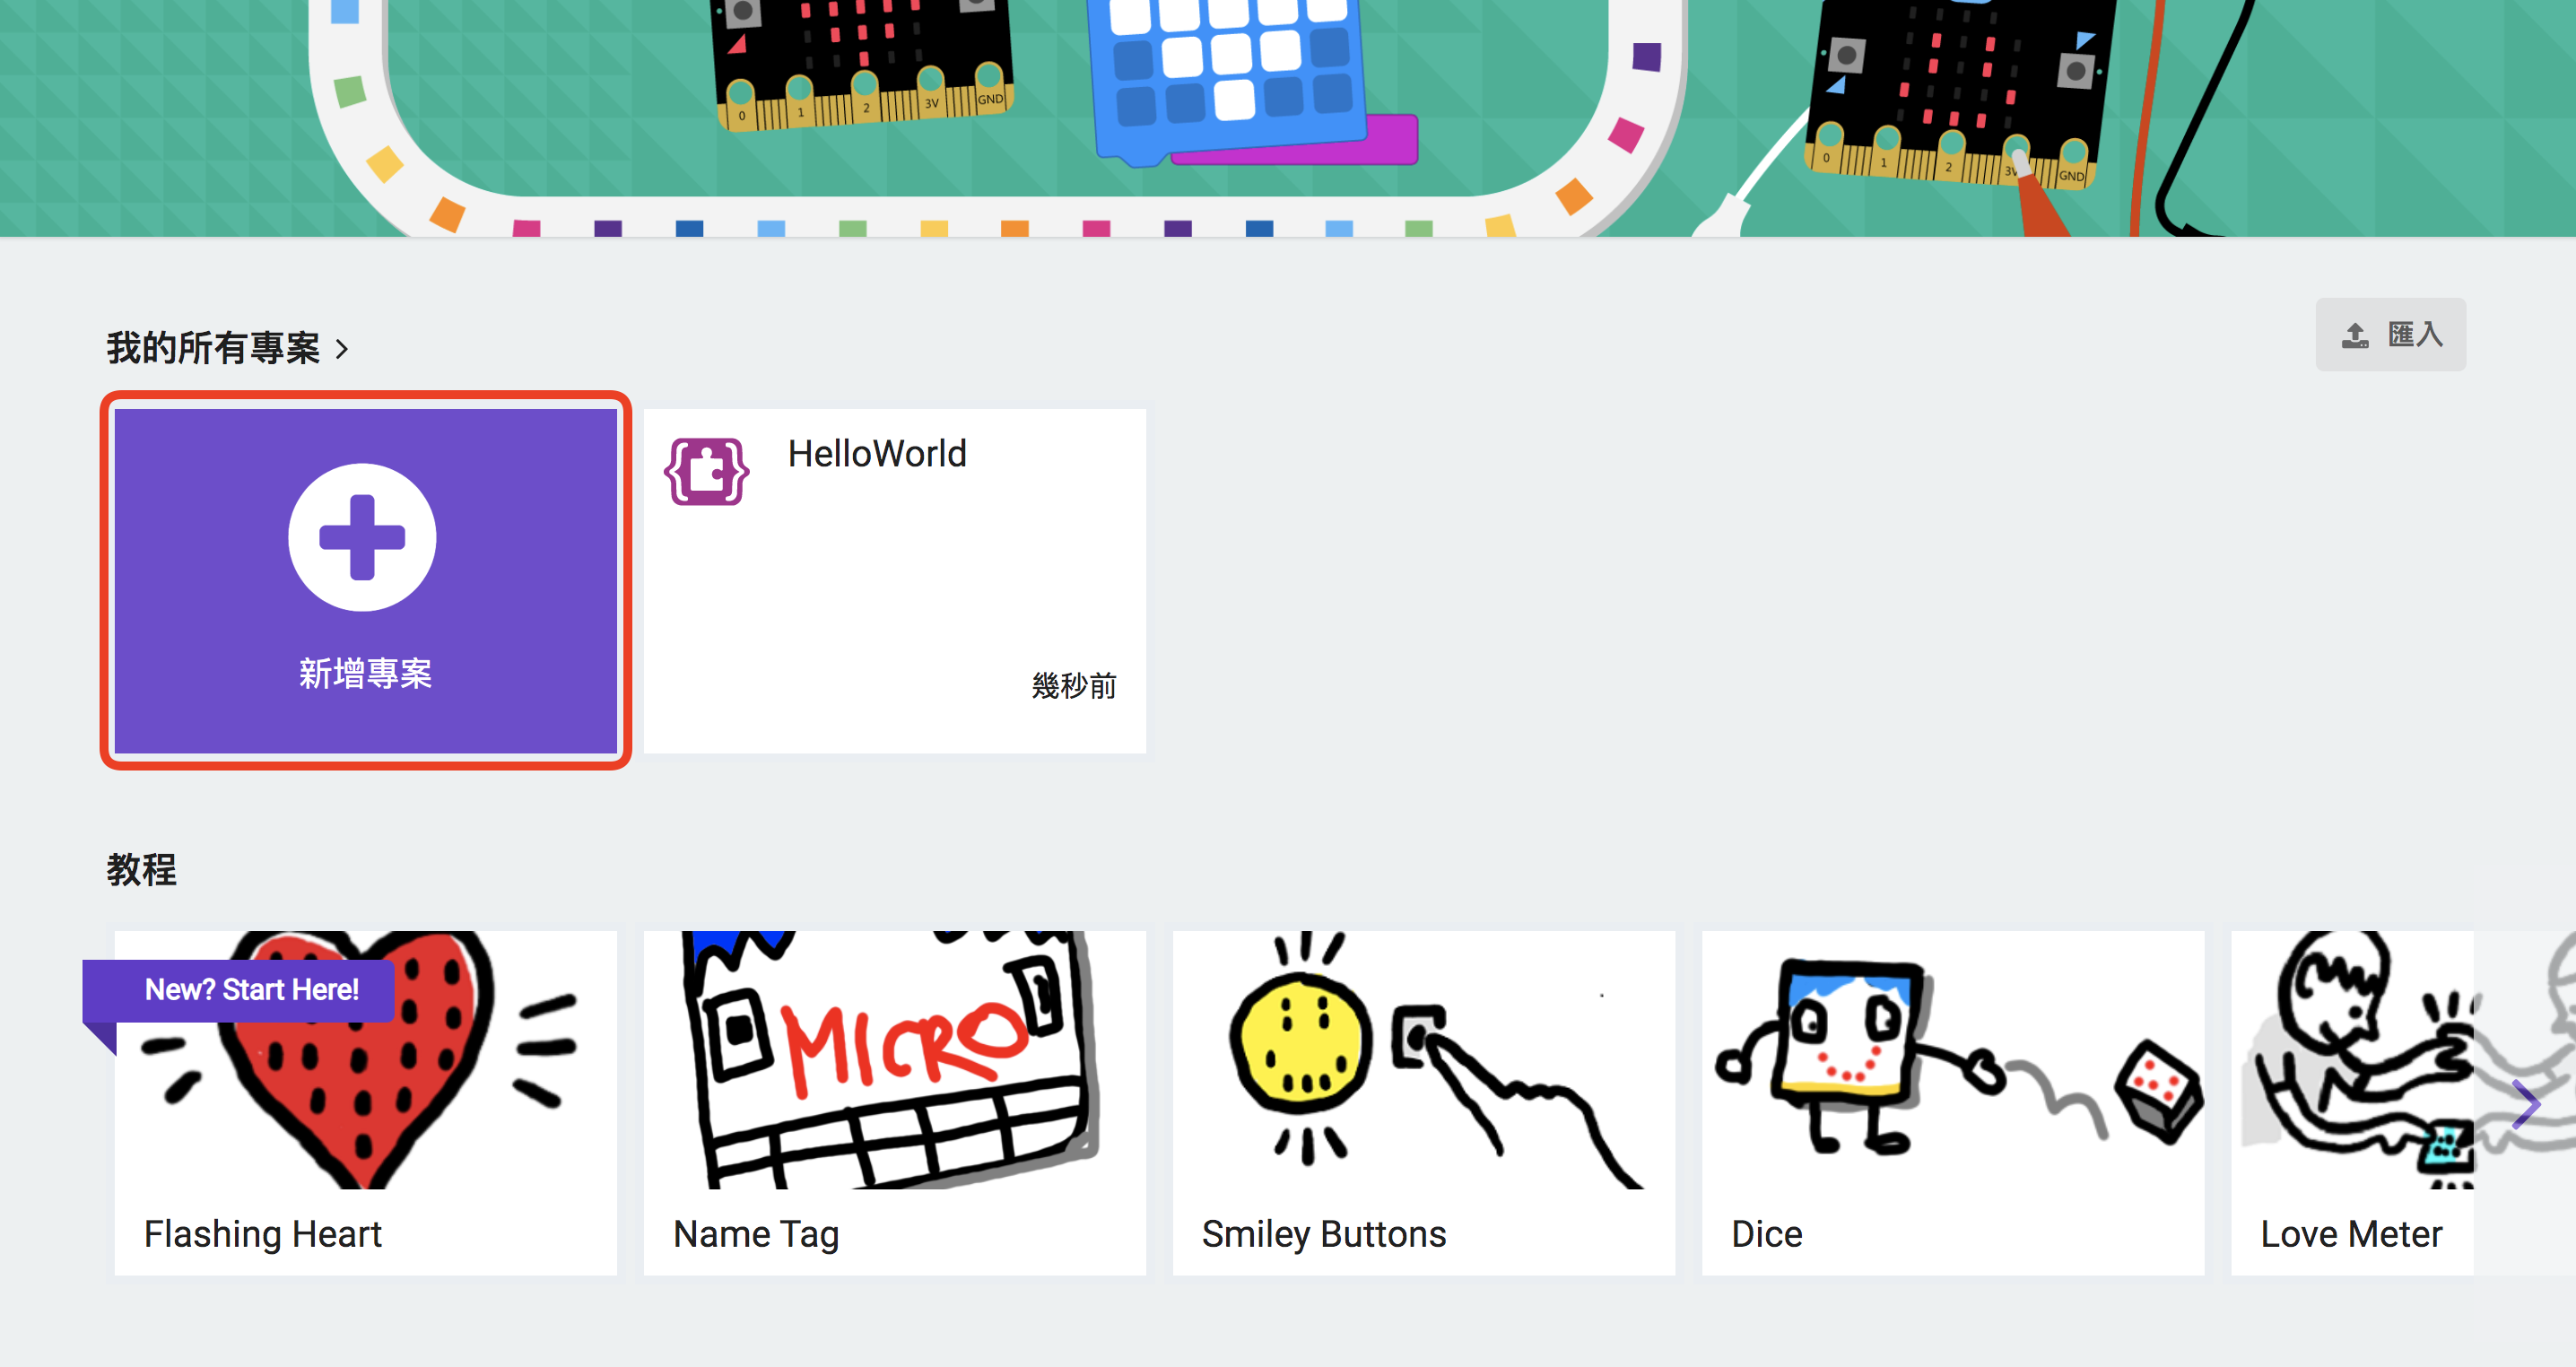 0 1 2 3V GND
0 1 2 3V GND
我的所有專案
匯入
新增專案
HelloWorld
幾秒前
教程
New? Start Here!
MICRO
Flashing Heart
Name Tag
Smiley Buttons
Dice
Love Meter